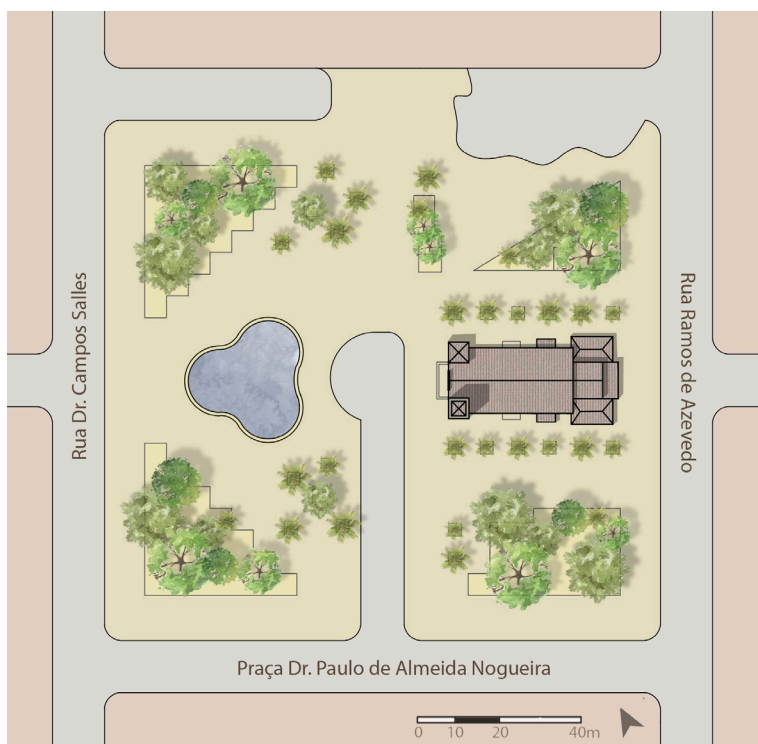 Rua Dr. Campos Salles
Rua Ramos de Azevedo
Praça Dr. Paulo de Almeida Nogueira
0 10 20 40m